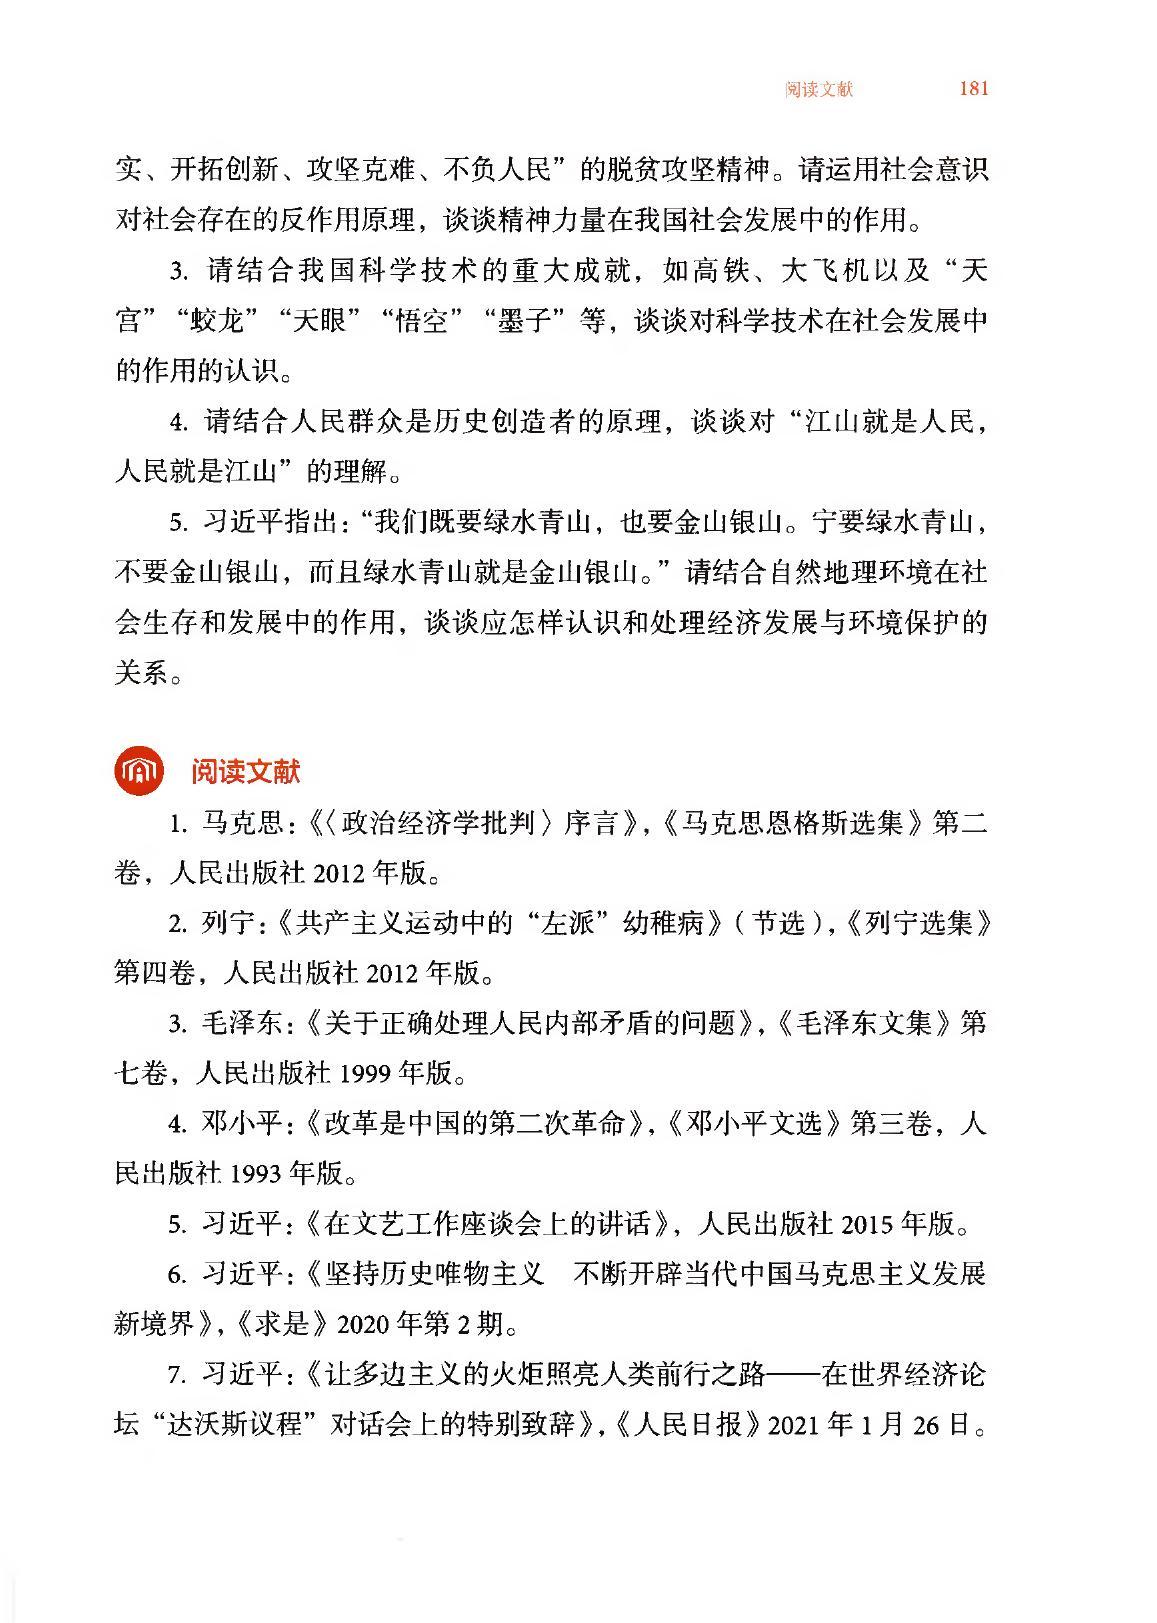 阅读文献 181
实、开拓创新、攻坚克难、不负人民”的脱贫攻坚精神。请运用社会意识
对社会存在的反作用原理，谈谈精神力量在我国社会发展中的作用。
3. 请结合我国科学技术的重大成就，如高铁、大飞机以及“天
宫”“蛟龙”“天眼”“悟空”“墨子”等，谈谈对科学技术在社会发展中
的作用的认识。
4. 请结合人民群众是历史创造者的原理，谈谈对“江山就是人民，
人民就是江山”的理解。
5. 习近平指出：“我们既要绿水青山，也要金山银山。宁要绿水青山，
不要金山银山，而且绿水青山就是金山银山。”请结合自然地理环境在社
会生存和发展中的作用，谈谈应怎样认识和处理经济发展与环境保护的
关系。
阅读文献
1. 马克思：《〈政治经济学批判〉序言》，《马克思恩格斯选集》第二
卷，人民出版社 2012 年版。
2. 列宁：《共产主义运动中的“左派”幼稚病》（节选），《列宁选集》
第四卷，人民出版社 2012 年版。
3. 毛泽东：《关于正确处理人民内部矛盾的问题》，《毛泽东文集》第
七卷，人民出版社 1999 年版。
4. 邓小平：《改革是中国的第二次革命》，《邓小平文选》第三卷，人
民出版社 1993 年版。
5. 习近平：《在文艺工作座谈会上的讲话》，人民出版社 2015 年版。
6. 习近平：《坚持历史唯物主义　不断开辟当代中国马克思主义发展
新境界》，《求是》2020 年第 2 期。
7. 习近平：《让多边主义的火炬照亮人类前行之路——在世界经济论
坛“达沃斯议程”对话会上的特别致辞》，《人民日报》2021 年 1 月 26 日。